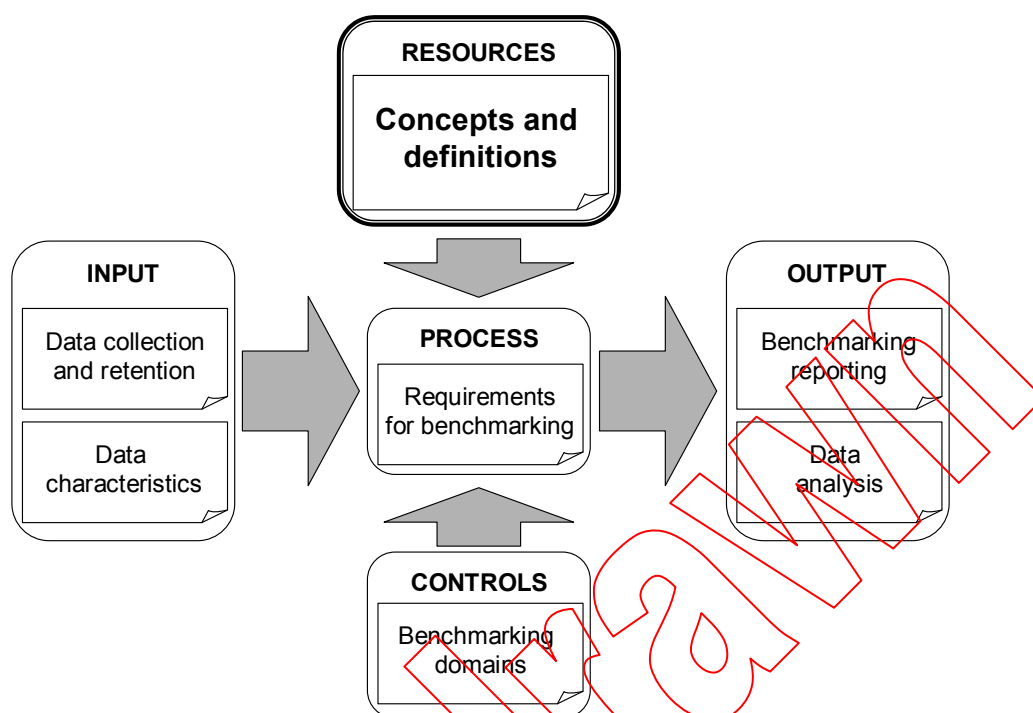 RESOURCES
Concepts and
definitions
INPUT
Data collection
and retention
Data
characteristics
PROCESS
Requirements
for benchmarking
OUTPUT
Benchmarking
reporting
Data
analysis
CONTROLS
Benchmarking
domains
rawn